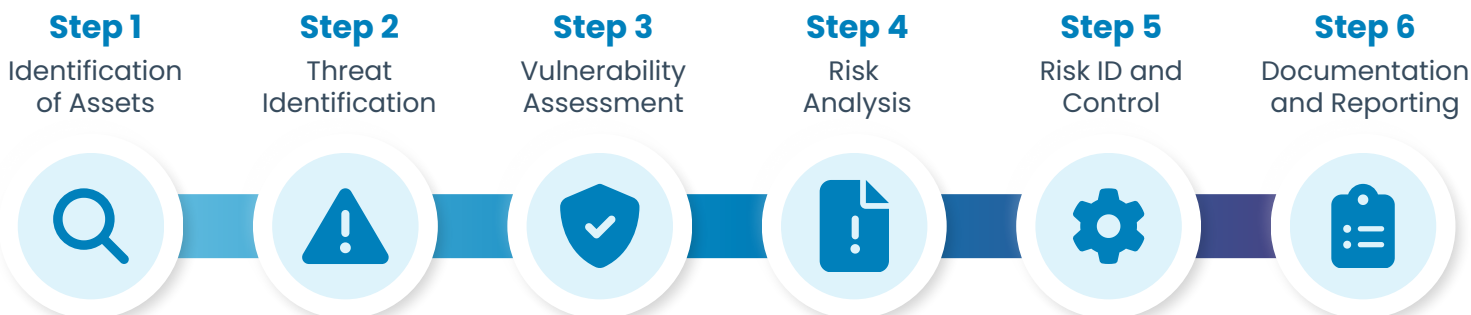 Step 1
Identification
of Assets
Step 2
Threat
Identification
Step 3
Vulnerability
Assessment
Step 4
Risk
Analysis
Step 5
Risk ID and
Control
Step 6
Documentation
and Reporting